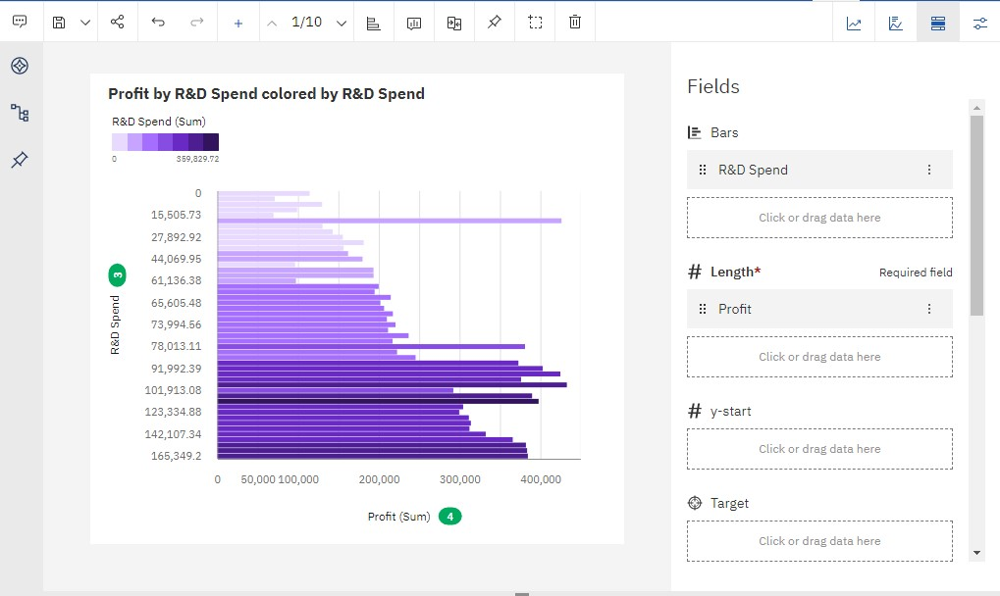 1/10
Profit by R&D Spend colored by R&D Spend
R&D Spend (Sum)
0 359,829.72
0
15,505.73
27,892.92
44,069.95
61,136.38
65,605.48
73,994.56
78,013.11
91,992.39
101,913.08
123,334.88
142,107.34
165,349.2
R&D Spend 3
0 50,000 100,000 200,000 300,000 400,000
Profit (Sum) 4
Fields
Bars
R&D Spend
Click or drag data here
# Length* Required field
Profit
Click or drag data here
# y-start
Click or drag data here
Target
Click or drag data here